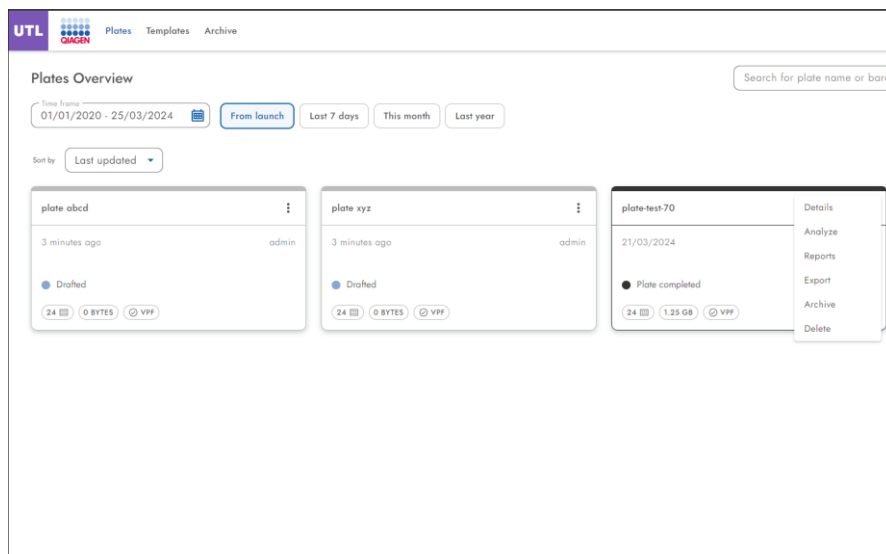 UTL QIAGEN Plates Templates Archive
Plates Overview
Search for plate name or bar
Time frame
01/01/2020 - 25/03/2024 From launch Last 7 days This month Last year
Sort by Last updated
plate abcd
3 minutes ago admin
Drafted
24 0 BYTES VPF
plate xyz
3 minutes ago admin
Drafted
24 0 BYTES VPF
plate-test-70
21/03/2024
Plate completed
24 1.25 GB VPF
Details
Analyze
Reports
Export
Archive
Delete